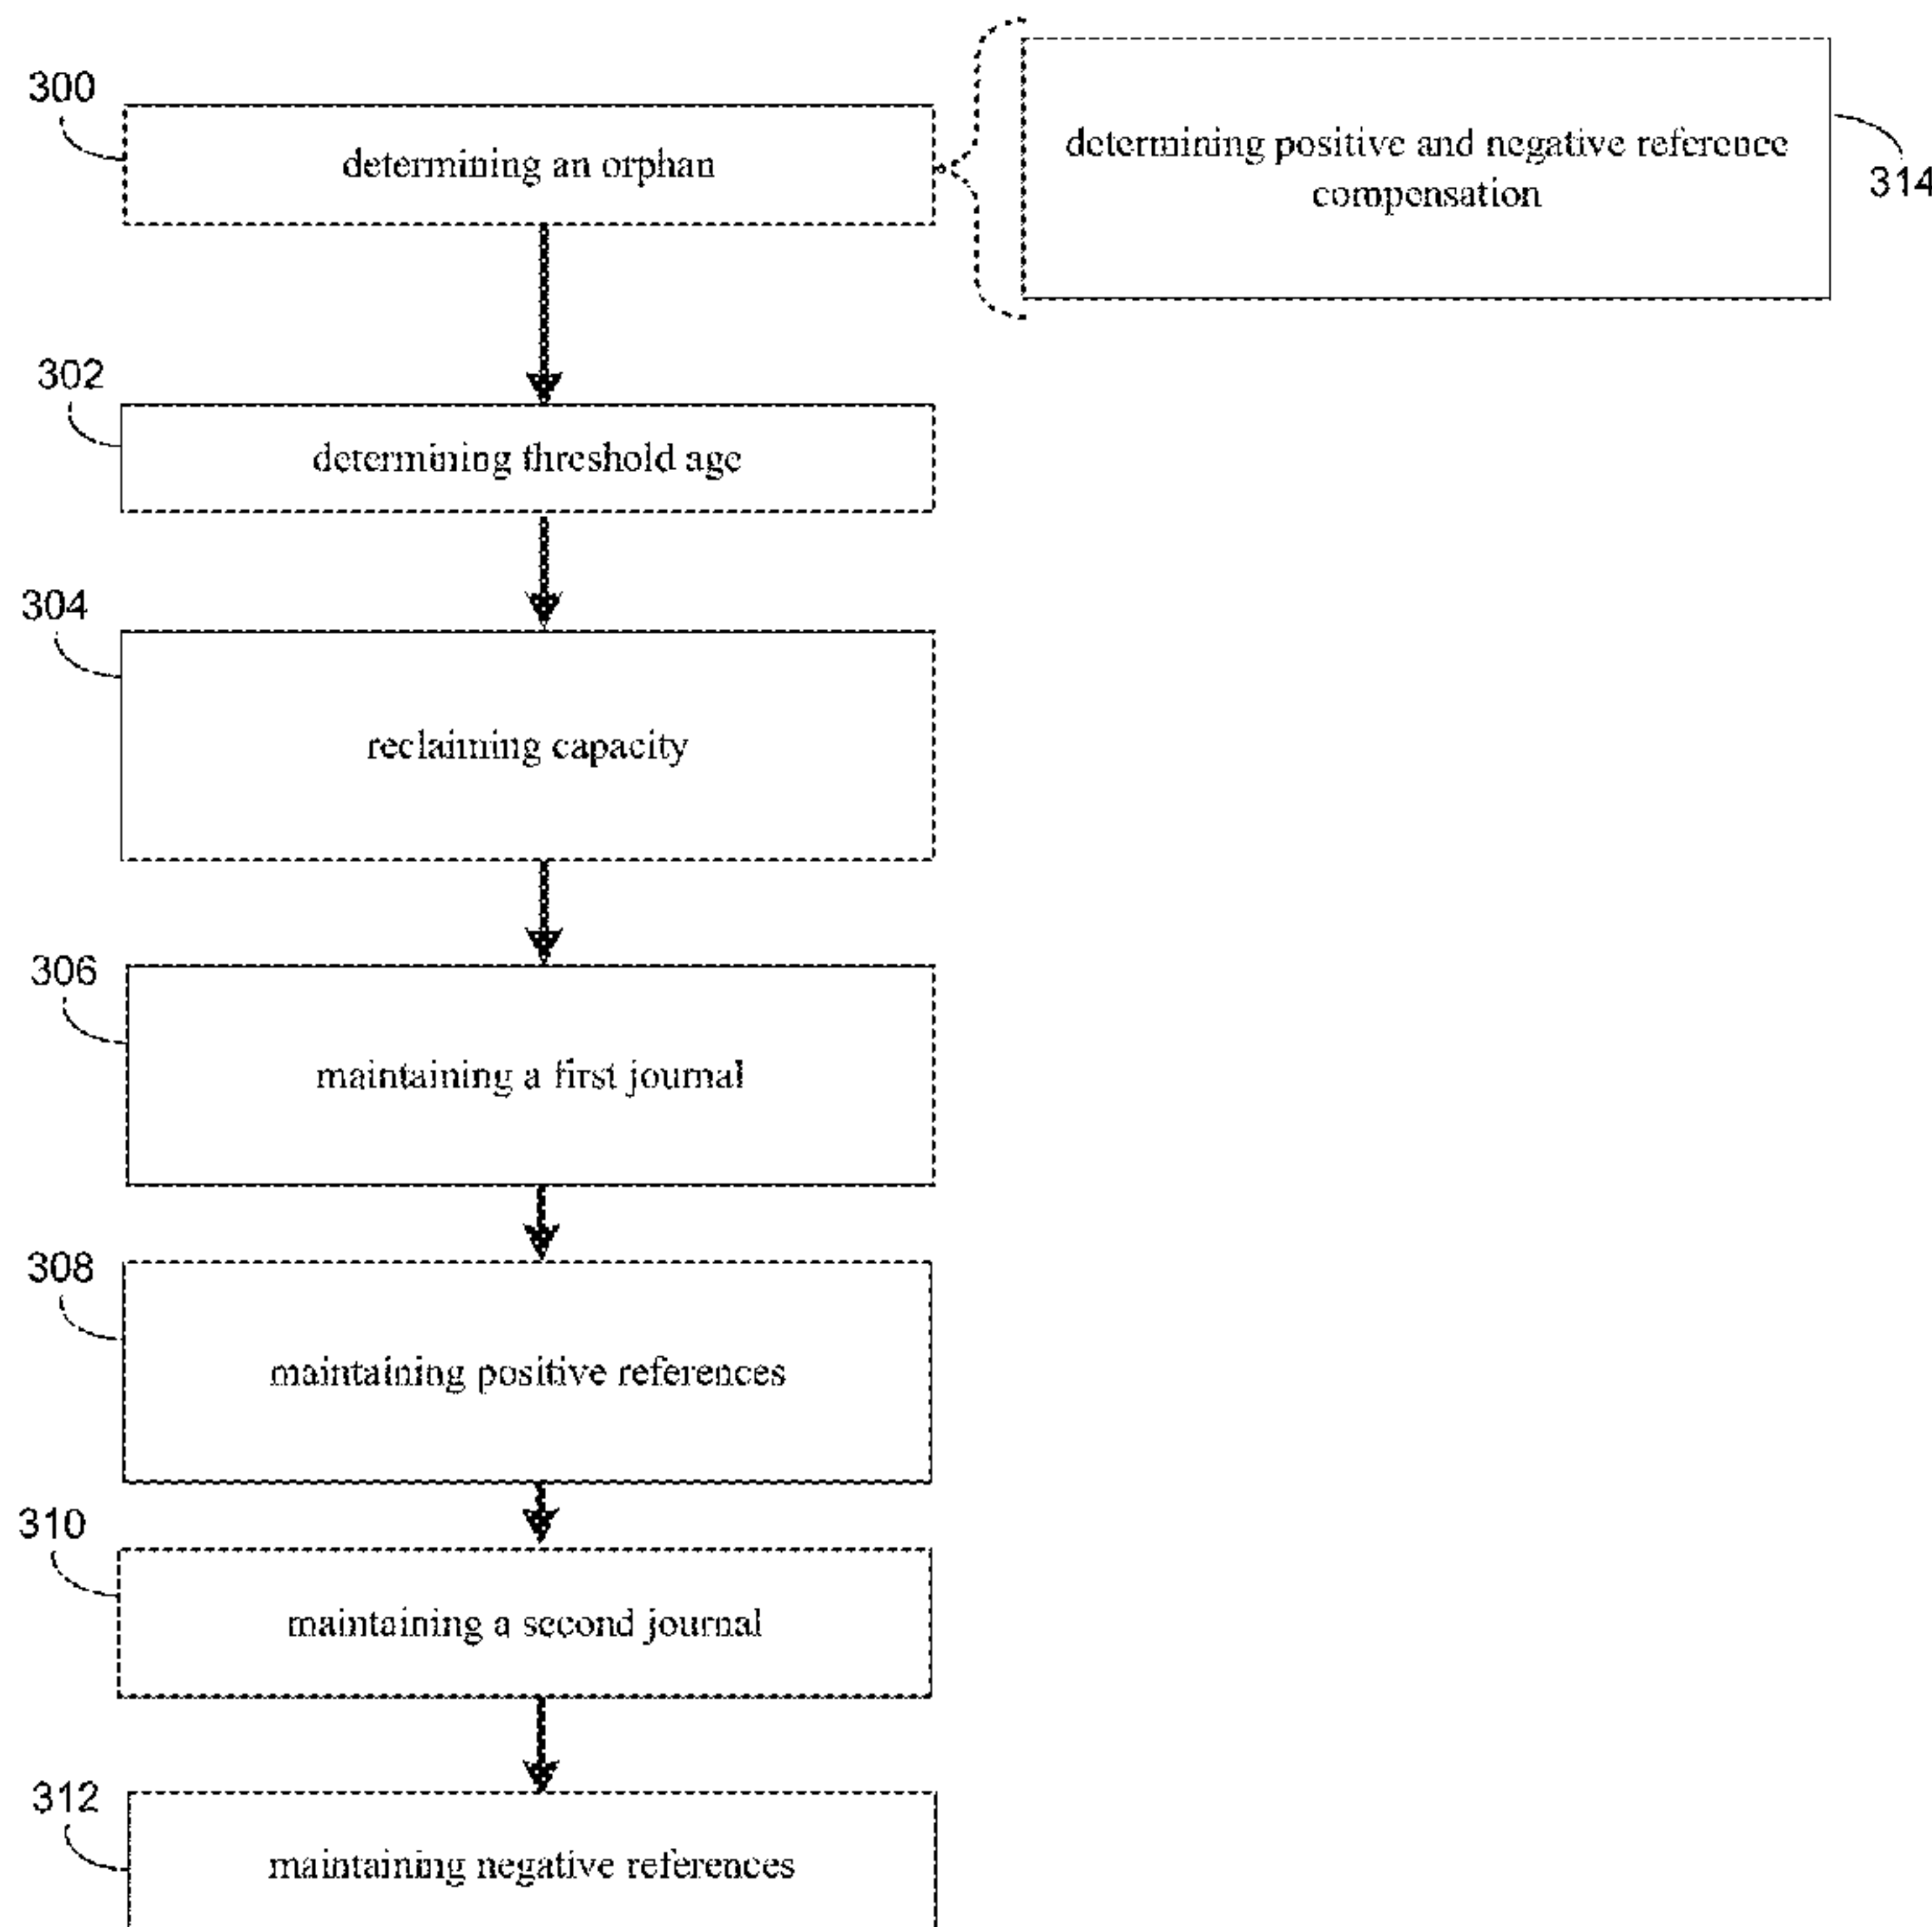 300
determining an orphan
determining positive and negative reference
compensation
314
302
determining threshold age
304
reclaiming capacity
306
maintaining a first journal
308
maintaining positive references
310
maintaining a second journal
312
maintaining negative references